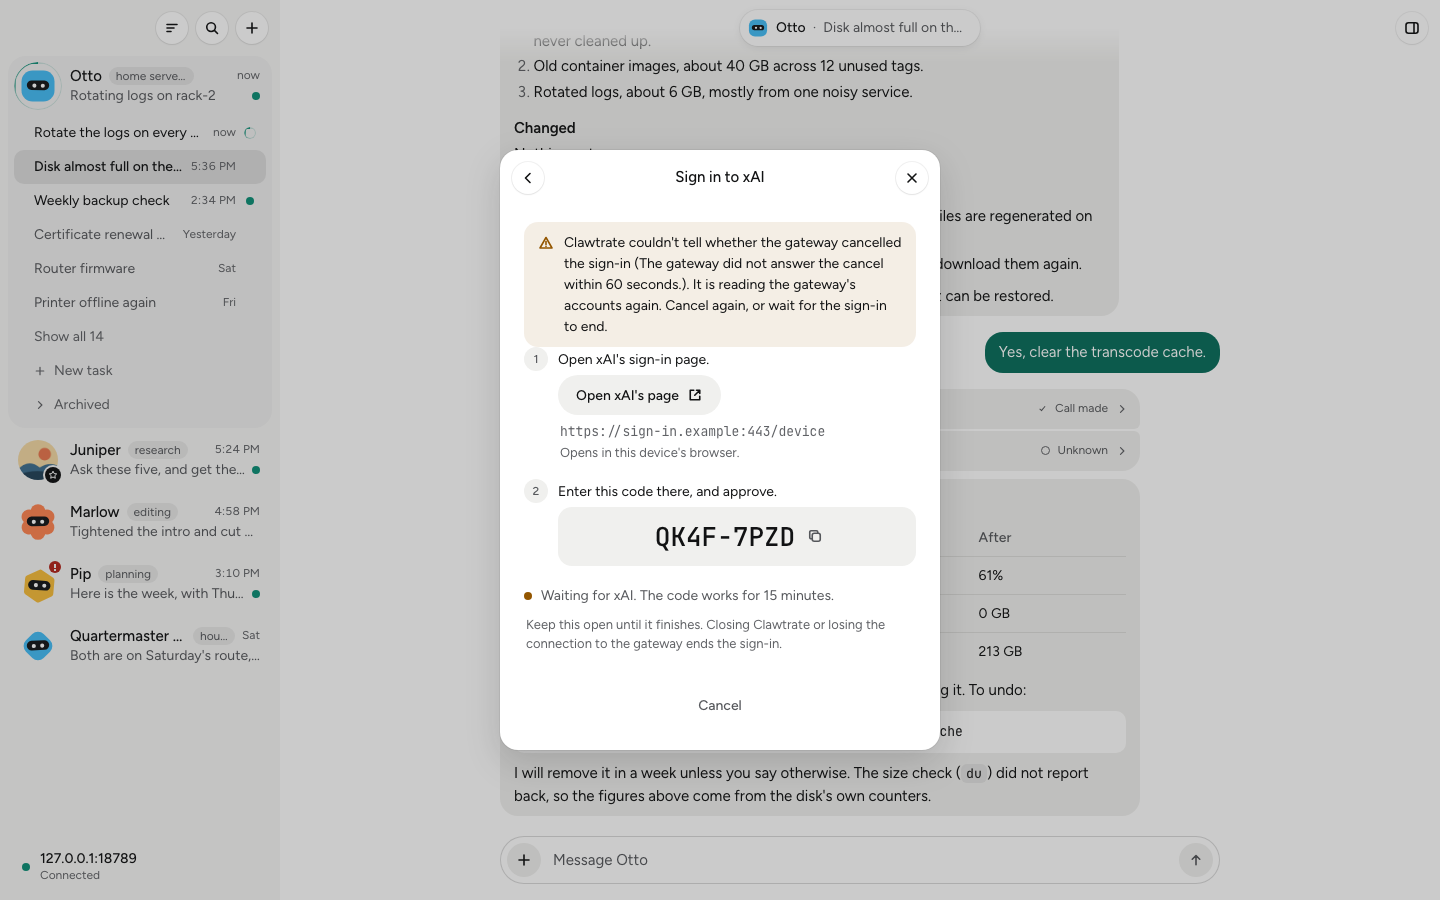 Otto home serve... now
Rotating logs on rack-2
Rotate the logs on every ... now
Disk almost full on the... 5:36 PM
Weekly backup check 2:34 PM
Certificate renewal ... Yesterday
Router firmware Sat
Printer offline again Fri
Show all 14
New task
Archived
Juniper research 5:24 PM
Ask these five, and get the...
Marlow editing 4:58 PM
Tightened the intro and cut ...
Pip planning 3:10 PM
Here is the week, with Thu...
Quartermaster ... hou... Sat
Both are on Saturday's route,...
127.0.0.1:18789
Connected
Otto · Disk almost full on th...
never cleaned up.
2. Old container images, about 40 GB across 12 unused tags.
3. Rotated logs, about 6 GB, mostly from one noisy service.
Changed
iles are regenerated on
download them again.
t can be restored.
Yes, clear the transcode cache.
Call made
Unknown
After
61%
0 GB
213 GB
g it. To undo:
che
I will remove it in a week unless you say otherwise. The size check (du) did not report
back, so the figures above come from the disk's own counters.
Message Otto
Sign in to xAI
Clawtrate couldn't tell whether the gateway cancelled
the sign-in (The gateway did not answer the cancel
within 60 seconds.). It is reading the gateway's
accounts again. Cancel again, or wait for the sign-in
to end.
1 Open xAI's sign-in page.
Open xAI's page
https://sign-in.example:443/device
Opens in this device's browser.
2 Enter this code there, and approve.
QK4F-7PZD
Waiting for xAI. The code works for 15 minutes.
Keep this open until it finishes. Closing Clawtrate or losing the
connection to the gateway ends the sign-in.
Cancel